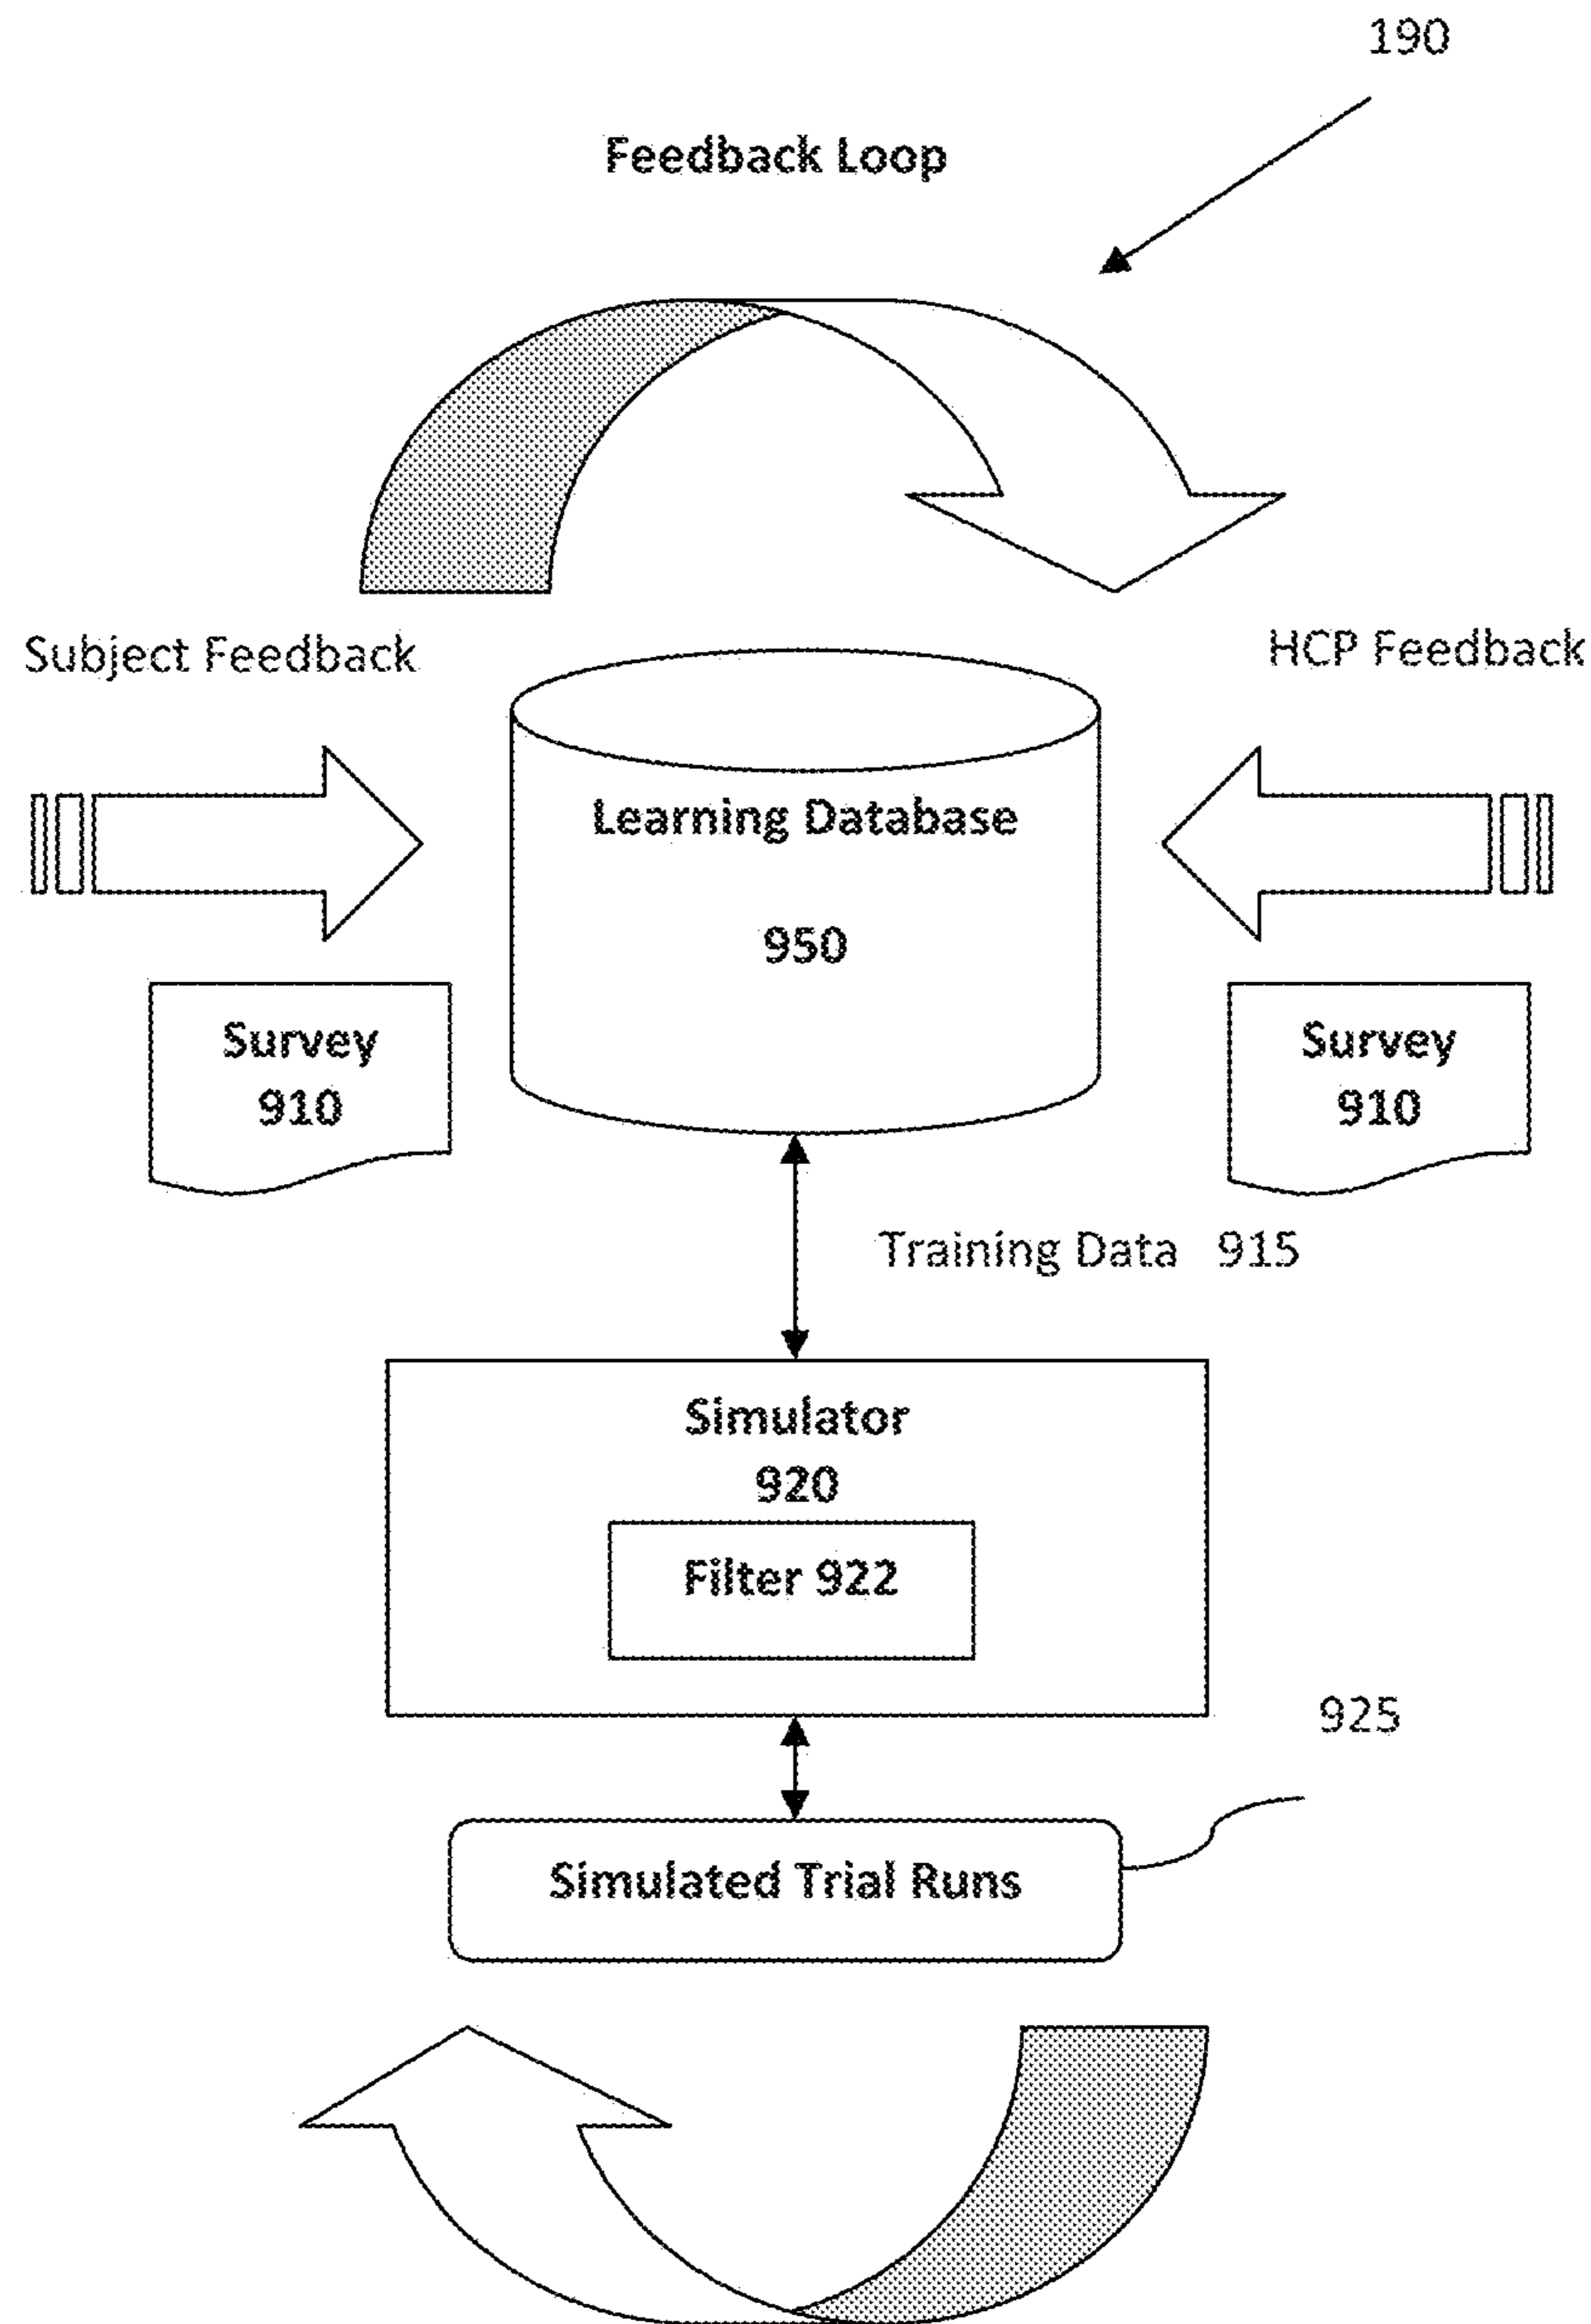 190
Feedback Loop
Subject Feedback
HCP Feedback
Learning Database
950
Survey
910
Survey
910
Training Data 915
Simulator
920
Filter 922
925
Simulated Trial Runs